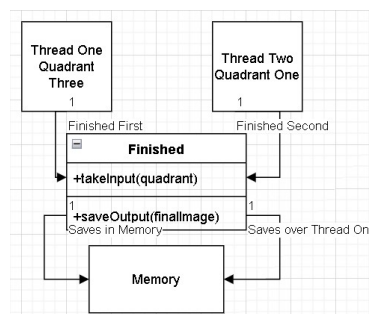 Thread One
Quadrant
Three
1
Thread Two
Quadrant One
1
Finished First
Finished Second
Finished
+takeInput(quadrant)
1
1
+saveOutput(finalImage)
Saves in Memory
Saves over Thread On
Memory